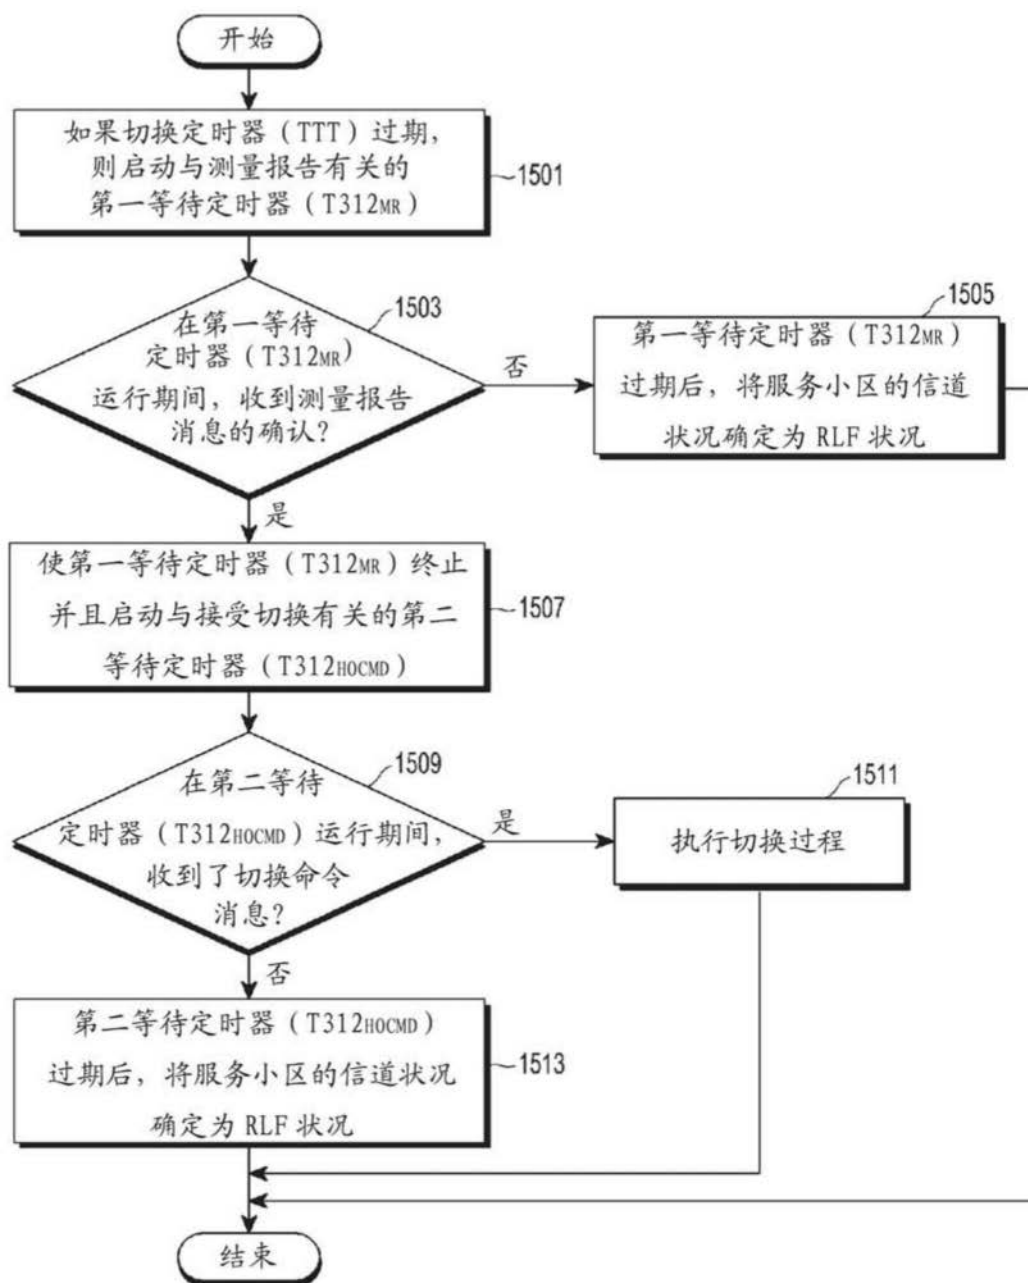 开始
如果切换定时器（TTT）过期，
则启动与测量报告有关的
第一等待定时器（T312MR）
1501
1503
在第一等待
定时器（T312MR）
运行期间，收到测量报告
消息的确认？
否
1505
第一等待定时器（T312MR）
过期后，将服务小区的信道
状况确定为 RLF 状况
是
使第一等待定时器（T312MR）终止
并且启动与接受切换有关的第二
等待定时器（T312HOCMD）
1507
1509
在第二等待
定时器（T312HOCMD）运行期间，
收到了切换命令
消息？
是
1511
执行切换过程
否
第二等待定时器（T312HOCMD）
过期后，将服务小区的信道状况
确定为 RLF 状况
1513
结束